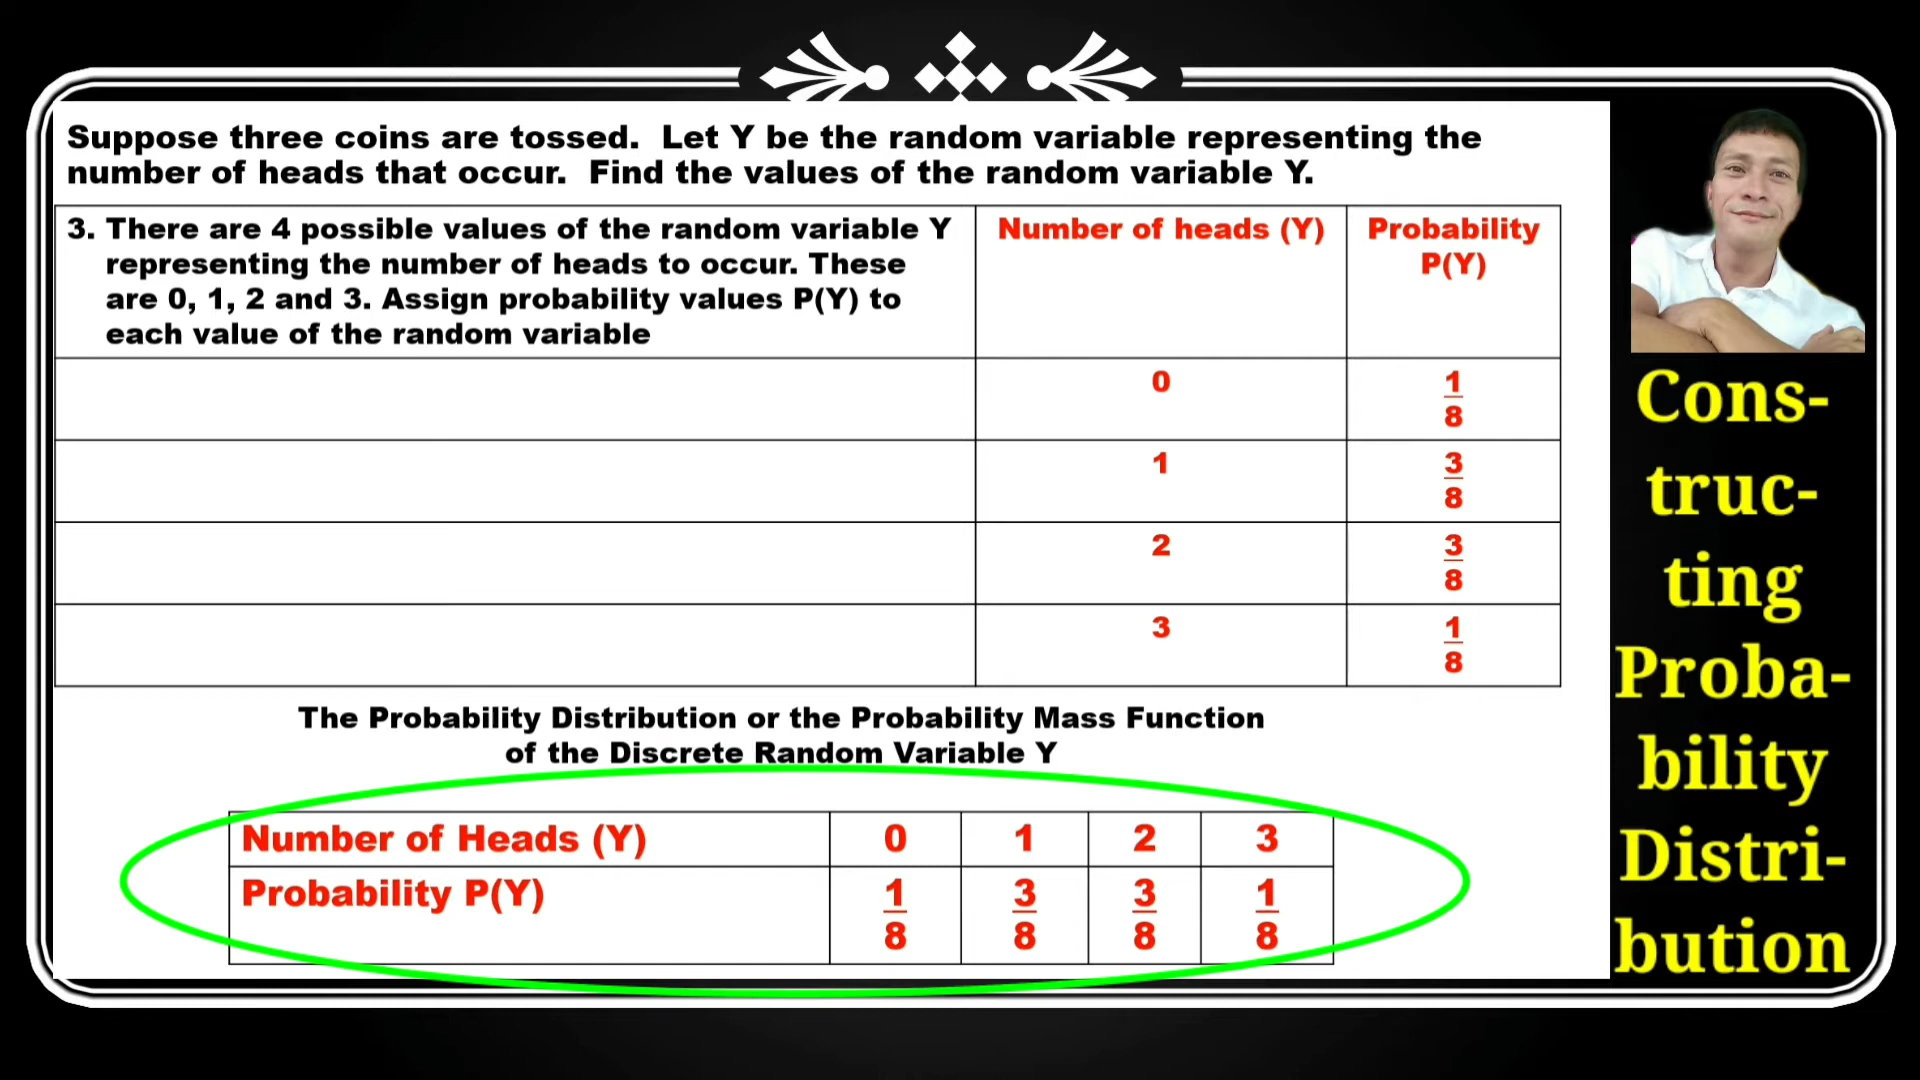 Suppose three coins are tossed.  Let Y be the random variable representing the
number of heads that occur.  Find the values of the random variable Y.
3. There are 4 possible values of the random variable Y
representing the number of heads to occur. These
are 0, 1, 2 and 3. Assign probability values P(Y) to
each value of the random variable
Number of heads (Y)
Probability
P(Y)
0
1
8
1
3
8
2
3
8
3
1
8
The Probability Distribution or the Probability Mass Function
of the Discrete Random Variable Y
Number of Heads (Y) 0 1 2 3
Probability P(Y) 1 3 3 1
8 8 8 8
Cons-
truc-
ting
Proba-
bility
Distri-
bution